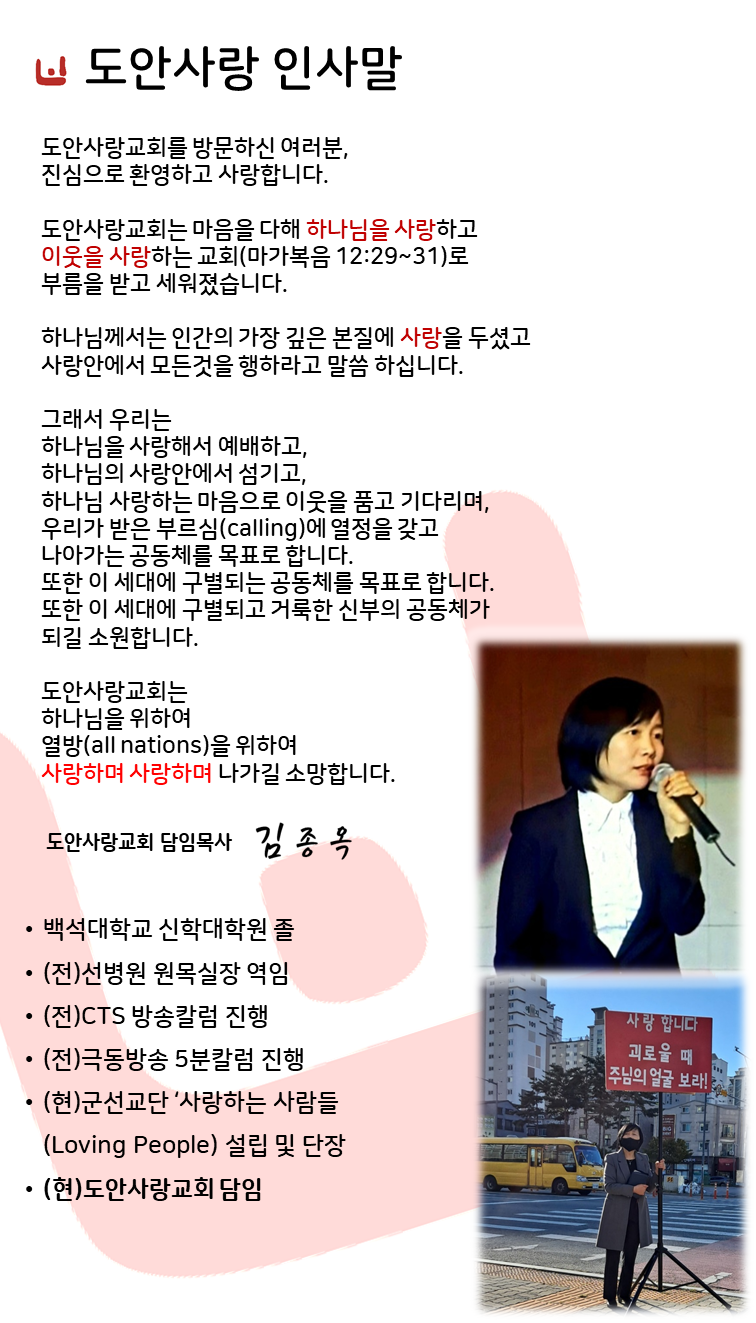 도안사랑 인사말
도안사랑교회를 방문하신 여러분,
진심으로 환영하고 사랑합니다.
도안사랑교회는 마음을 다해 하나님을 사랑하고
이웃을 사랑하는 교회(마가복음 12:29~31)로
부름을 받고 세워졌습니다.
하나님께서는 인간의 가장 깊은 본질에 사랑을 두셨고
사랑안에서 모든것을 행하라고 말씀 하십니다.
그래서 우리는
하나님을 사랑해서 예배하고,
하나님의 사랑안에서 섬기고,
하나님 사랑하는 마음으로 이웃을 품고 기다리며,
우리가 받은 부르심(calling)에 열정을 갖고
나아가는 공동체를 목표로 합니다.
또한 이 세대에 구별되는 공동체를 목표로 합니다.
또한 이 세대에 구별되고 거룩한 신부의 공동체가
되길 소원합니다.
도안사랑교회는
하나님을 위하여
열방(all nations)을 위하여
사랑하며 사랑하며 나가길 소망합니다.
도안사랑교회 담임목사 김종옥
• 백석대학교 신학대학원 졸
• (전)선병원 원목실장 역임
• (전)CTS 방송칼럼 진행
• (전)극동방송 5분칼럼 진행
• (현)군선교단 ‘사랑하는 사람들
(Loving People) 설립 및 단장
• (현)도안사랑교회 담임
사랑 합니다
괴로울 때
주님의 얼굴 보라!